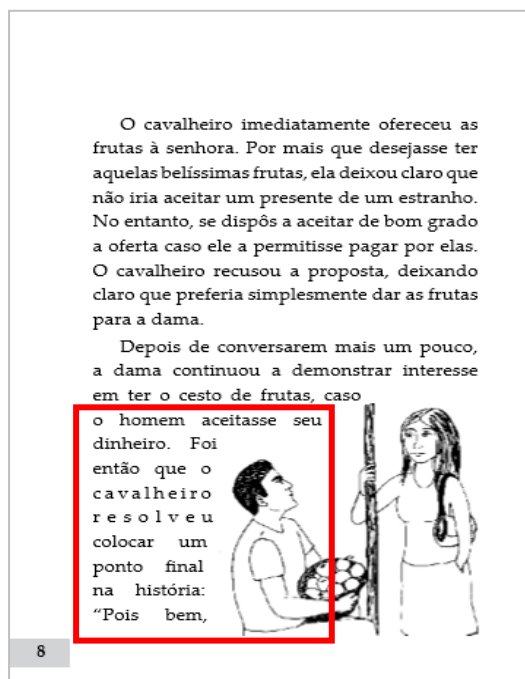 O cavalheiro imediatamente ofereceu as
frutas à senhora. Por mais que desejasse ter
aquelas belíssimas frutas, ela deixou claro que
não iria aceitar um presente de um estranho.
No entanto, se dispôs a aceitar de bom grado
a oferta caso ele a permitisse pagar por elas.
O cavalheiro recusou a proposta, deixando
claro que preferia simplesmente dar as frutas
para a dama.
Depois de conversarem mais um pouco,
a dama continuou a demonstrar interesse
em ter o cesto de frutas, caso
o homem aceitasse seu
dinheiro. Foi
então que o
cavalheiro
resolveu
colocar um
ponto final
na história:
“Pois bem,
8